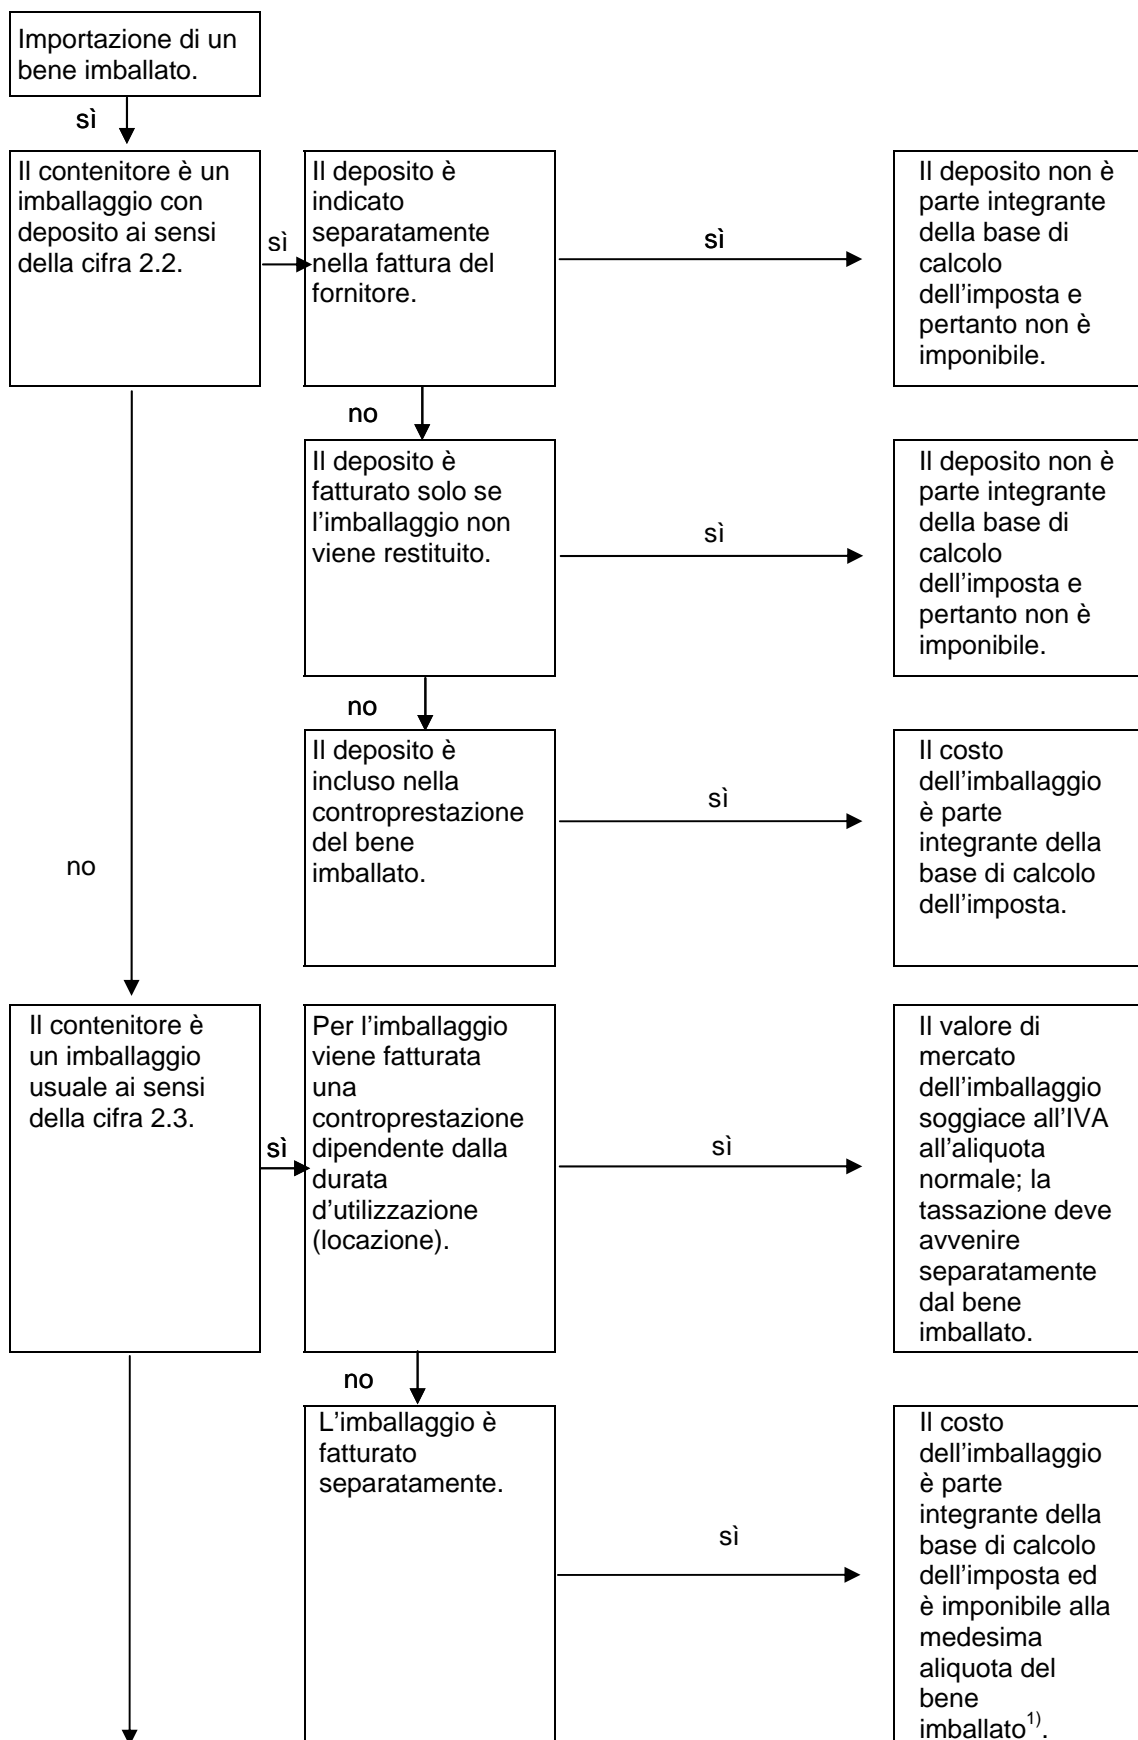 Importazione di un
bene imballato.
sì
Il contenitore è un
imballaggio con
deposito ai sensi
della cifra 2.2.
sì
Il deposito è
indicato
separatamente
nella fattura del
fornitore.
sì
Il deposito non è
parte integrante
della base di
calcolo
dell'imposta e
pertanto non è
imponibile.
no
Il deposito è
fatturato solo se
l'imballaggio non
viene restituito.
sì
Il deposito non è
parte integrante
della base di
calcolo
dell'imposta e
pertanto non è
imponibile.
no
Il deposito è
incluso nella
controprestazione
del bene
imballato.
sì
Il costo
dell'imballaggio
è parte
integrante della
base di calcolo
dell'imposta.
no
Il contenitore è
un imballaggio
usuale ai sensi
della cifra 2.3.
sì
Per l'imballaggio
viene fatturata
una
controprestazione
dipendente dalla
durata
d'utilizzazione
(locazione).
sì
Il valore di
mercato
dell'imballaggio
soggiace all'IVA
all'aliquota
normale; la
tassazione deve
avvenire
separatamente
dal bene
imballato.
no
L'imballaggio è
fatturato
separatamente.
sì
Il costo
dell'imballaggio
è parte
integrante della
base di calcolo
dell'imposta ed
è imponibile alla
medesima
aliquota del
bene
imballato1).